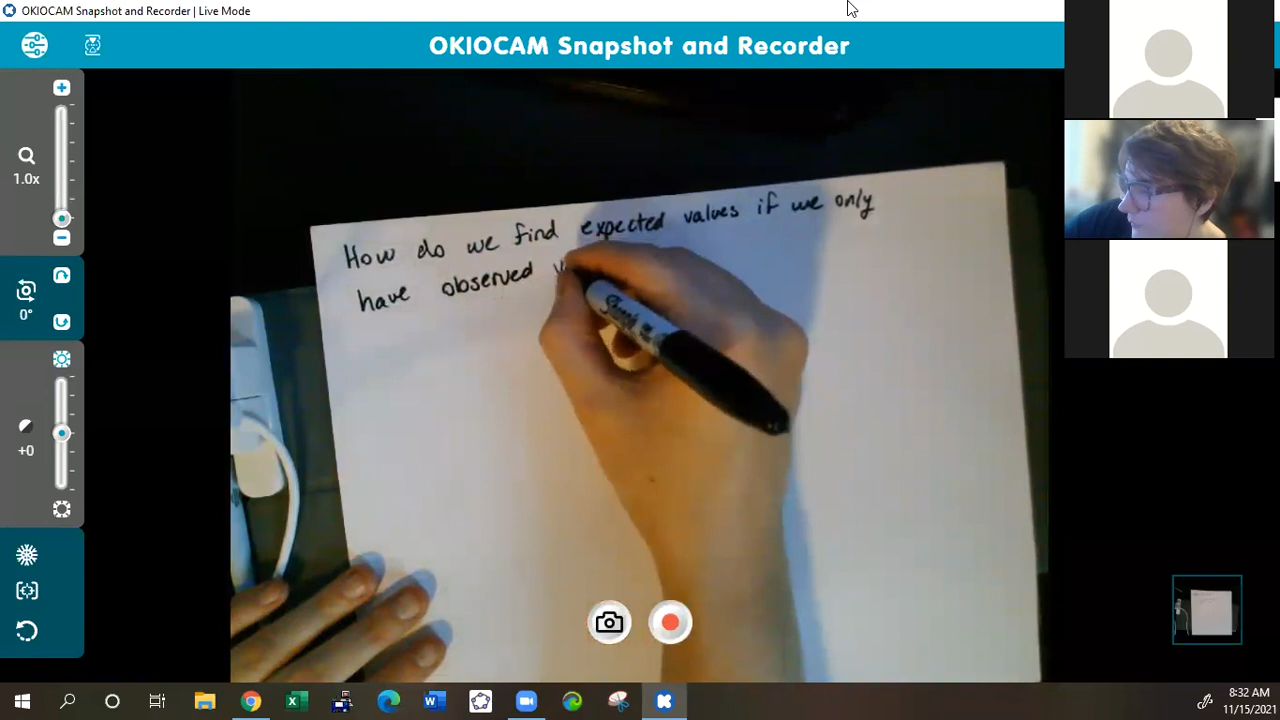 OKIOCAM Snapshot and Recorder | Live Mode
OKIOCAM Snapshot and Recorder
1.0x
0°
+0
How do we find expected values if we only
have observed
8:32 AM
11/15/2021